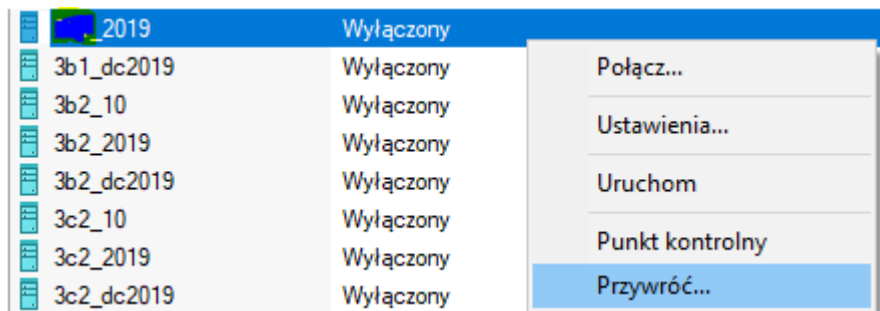 _2019 Wyłączony
3b1_dc2019 Wyłączony
3b2_10 Wyłączony
3b2_2019 Wyłączony
3b2_dc2019 Wyłączony
3c2_10 Wyłączony
3c2_2019 Wyłączony
3c2_dc2019 Wyłączony
Połącz...
Ustawienia...
Uruchom
Punkt kontrolny
Przywróć...